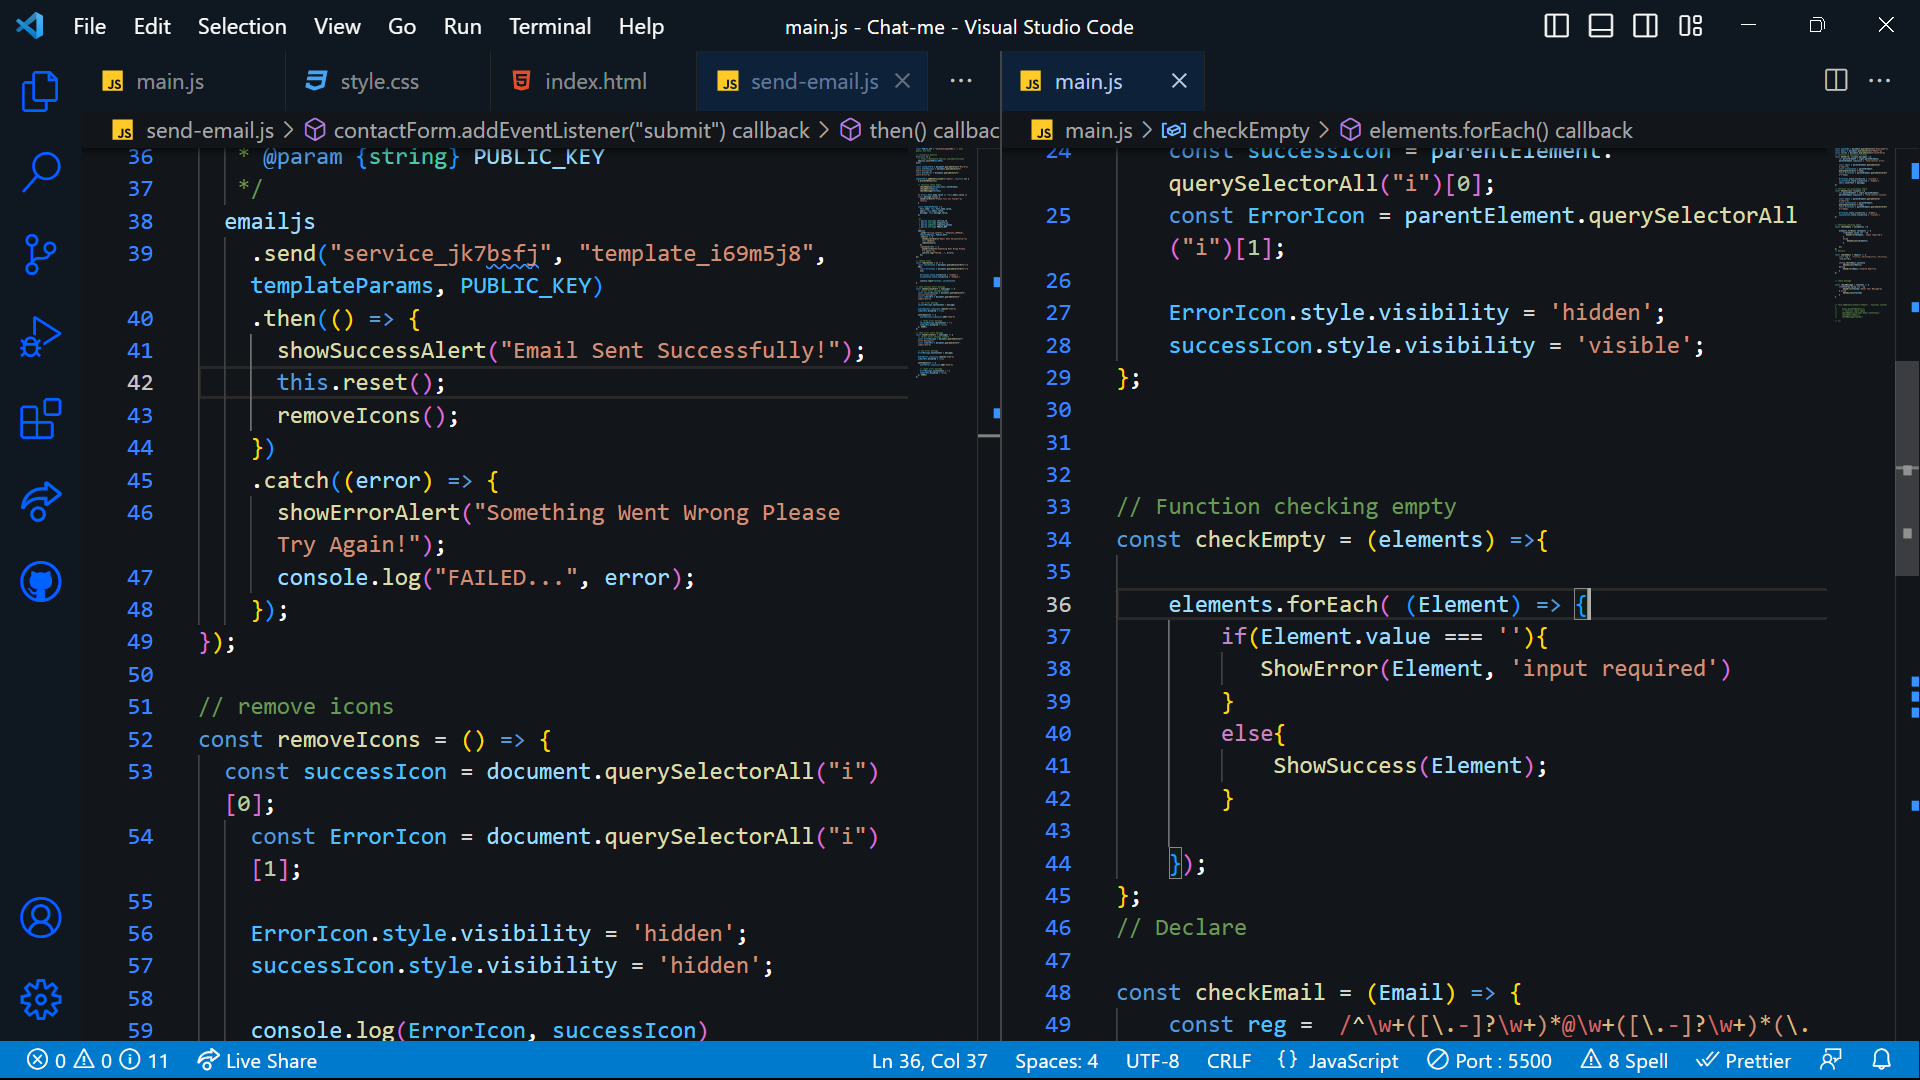 File Edit Selection View Go Run Terminal Help
main.js - Chat-me - Visual Studio Code
main.js style.css index.html send-email.js
send-email.js > contactForm.addEventListener("submit") callback > then() callbac
36 * @param {string} PUBLIC_KEY
37 */
38 emailjs
39 .send("service_jk7bsfj", "template_i69m5j8",
templateParams, PUBLIC_KEY)
40 .then(() => {
41 showSuccessAlert("Email Sent Successfully!");
42 this.reset();
43 removeIcons();
44 })
45 .catch((error) => {
46 showErrorAlert("Something Went Wrong Please
Try Again!");
47 console.log("FAILED...", error);
48 });
49 });
50
51 // remove icons
52 const removeIcons = () => {
53 const successIcon = document.querySelectorAll("i")
[0];
54 const ErrorIcon = document.querySelectorAll("i")
[1];
55
56 ErrorIcon.style.visibility = 'hidden';
57 successIcon.style.visibility = 'hidden';
58
59 console.log(ErrorIcon, successIcon)
main.js
main.js > checkEmpty > elements.forEach() callback
24 const successIcon = parentElement.
querySelectorAll("i")[0];
25 const ErrorIcon = parentElement.querySelectorAll
("i")[1];
26
27 ErrorIcon.style.visibility = 'hidden';
28 successIcon.style.visibility = 'visible';
29 };
30
31
32
33 // Function checking empty
34 const checkEmpty = (elements) =>{
35
36 elements.forEach( (Element) => {
37 if(Element.value === ''){
38 ShowError(Element, 'input required')
39 }
40 else{
41 ShowSuccess(Element);
42 }
43
44 });
45 };
46 // Declare
47
48 const checkEmail = (Email) => {
49 const reg = /^\w+([\.-]?\w+)*@\w+([\.-]?\w+)*(\.
0 0 11 Live Share Ln 36, Col 37 Spaces: 4 UTF-8 CRLF {} JavaScript Port : 5500 8 Spell Prettier